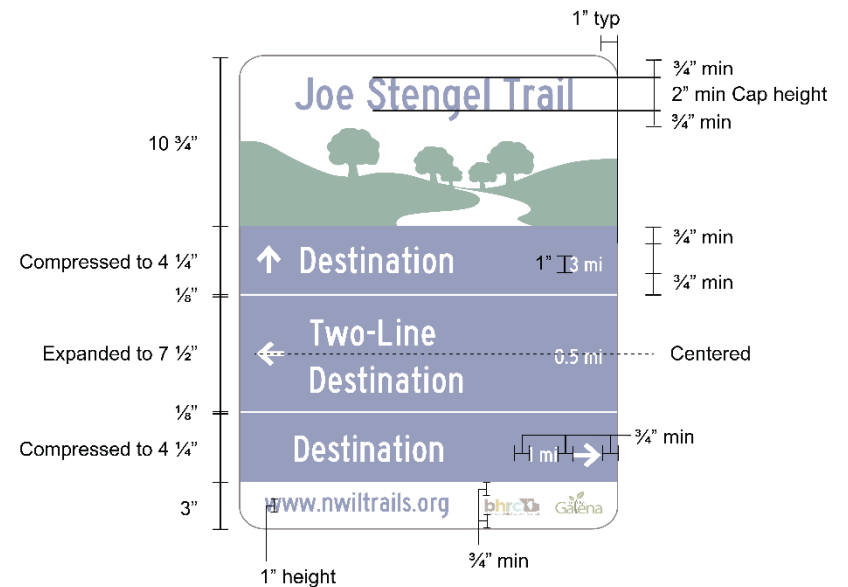 1” typ
Joe Stengel Trail
¾” min
2” min Cap height
¾” min
10 ¾”
Compressed to 4 ¼”
Destination
1”
3 mi
¾” min
¾” min
⅛”
Expanded to 7 ½”
Two-Line
Destination
0.5 mi
Centered
⅛”
Compressed to 4 ¼”
Destination
1 mi
¾” min
3”
www.nwiltrails.org
bhrc
Galena
1” height
¾” min